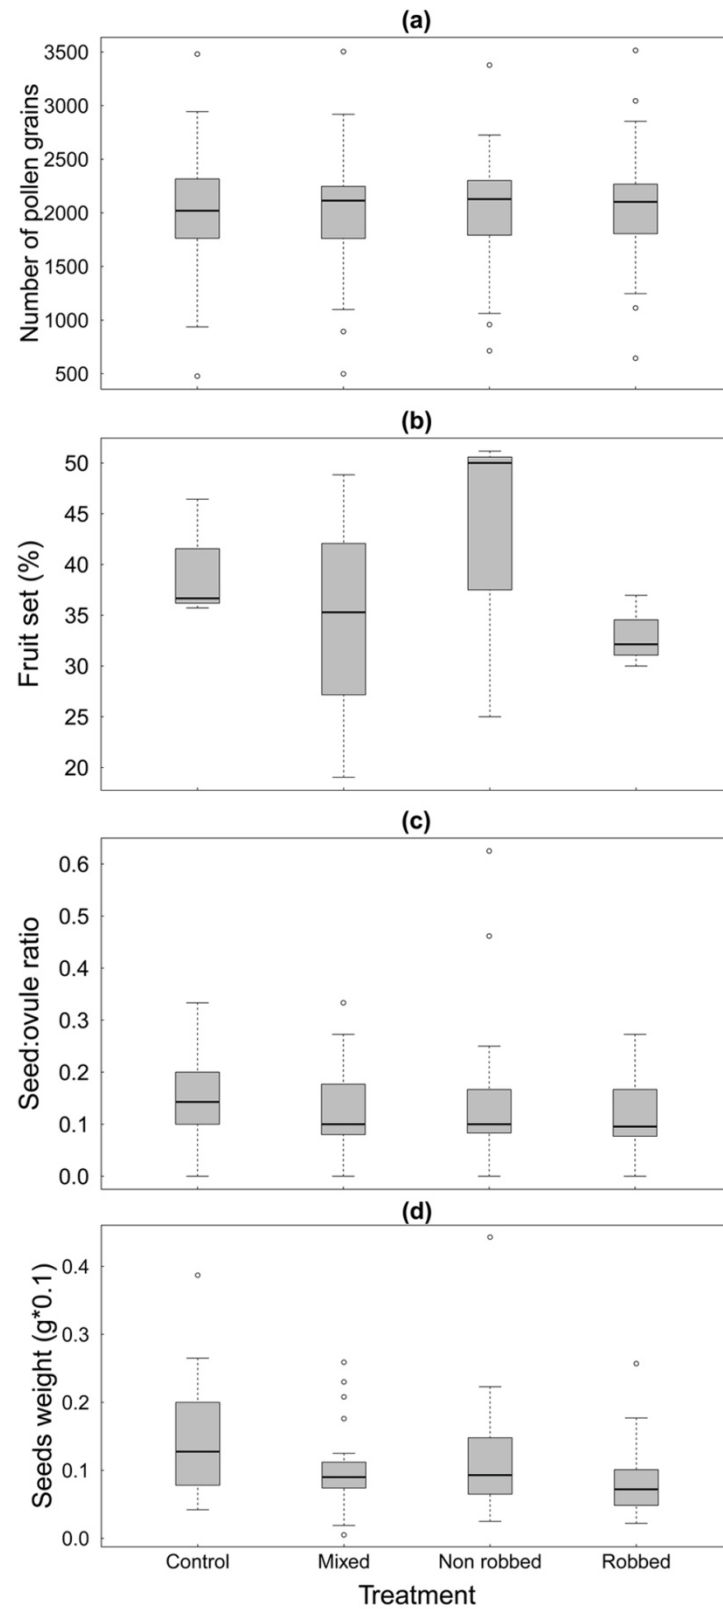 (a)
3500
3000
2500
2000
1500
1000
500
Number of pollen grains
(b)
50
45
40
35
30
25
20
Fruit set (%)
(c)
0.6
0.5
0.4
0.3
0.2
0.1
0.0
Seed:ovule ratio
(d)
0.4
0.3
0.2
0.1
0.0
Seeds weight (g*0.1)
Control Mixed Non robbed Robbed
Treatment